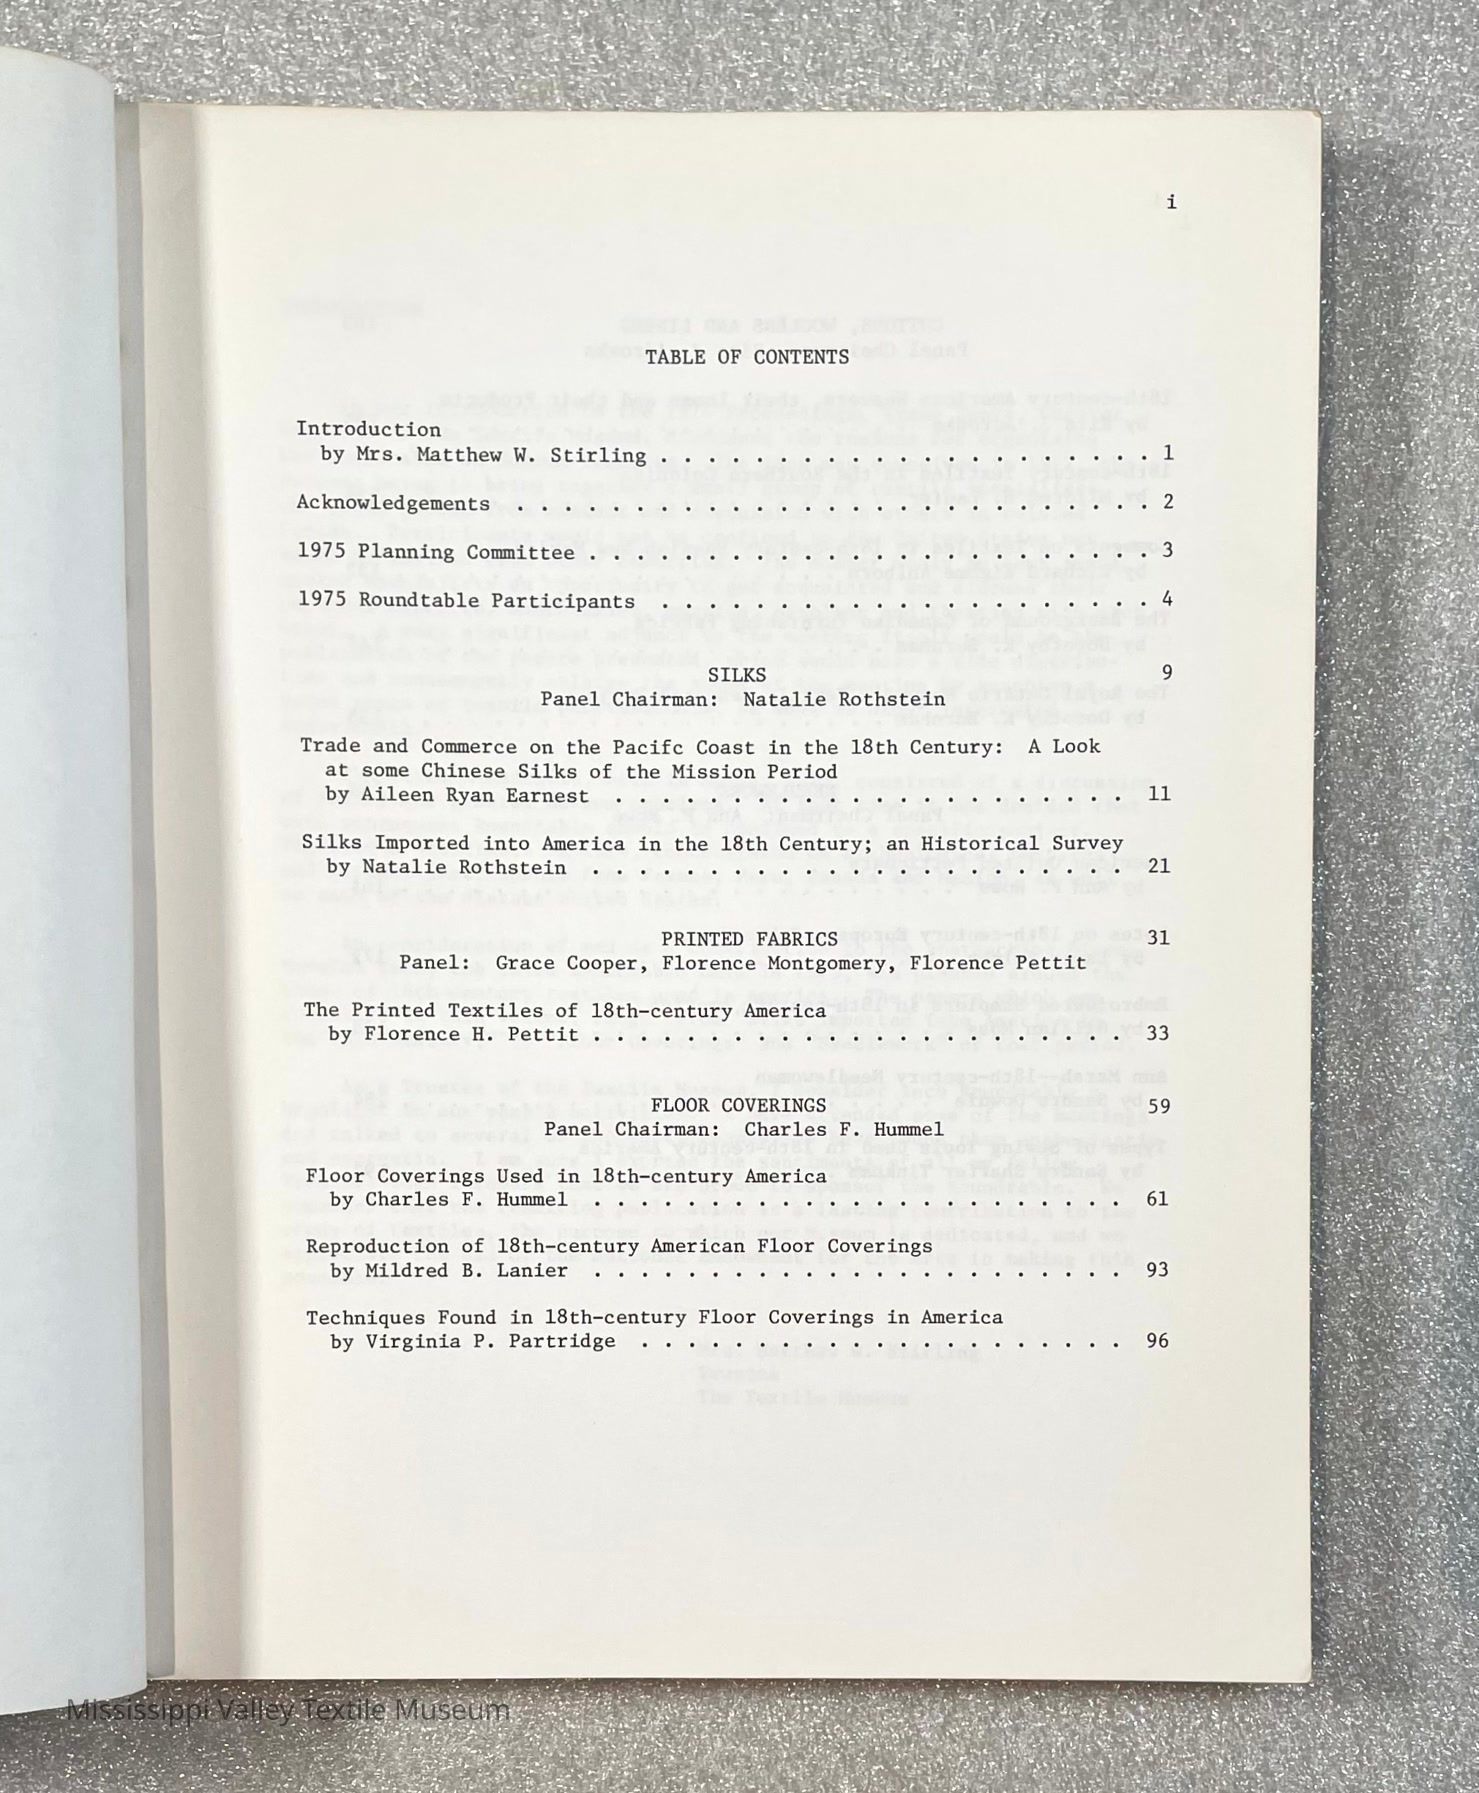 i
TABLE OF CONTENTS
Introduction
by Mrs. Matthew W. Stirling . . . . . . . . . . . . . . . . . . . . . 1
Acknowledgements . . . . . . . . . . . . . . . . . . . . . . . . . . . 2
1975 Planning Committee . . . . . . . . . . . . . . . . . . . . . . . . 3
1975 Roundtable Participants . . . . . . . . . . . . . . . . . . . . . 4
SILKS 9
Panel Chairman: Natalie Rothstein
Trade and Commerce on the Pacifc Coast in the 18th Century: A Look
at some Chinese Silks of the Mission Period
by Aileen Ryan Earnest . . . . . . . . . . . . . . . . . . . . . . 11
Silks Imported into America in the 18th Century; an Historical Survey
by Natalie Rothstein . . . . . . . . . . . . . . . . . . . . . . . 21
PRINTED FABRICS 31
Panel: Grace Cooper, Florence Montgomery, Florence Pettit
The Printed Textiles of 18th-century America
by Florence H. Pettit . . . . . . . . . . . . . . . . . . . . . . . 33
FLOOR COVERINGS 59
Panel Chairman: Charles F. Hummel
Floor Coverings Used in 18th-century America
by Charles F. Hummel . . . . . . . . . . . . . . . . . . . . . . . 61
Reproduction of 18th-century American Floor Coverings
by Mildred B. Lanier . . . . . . . . . . . . . . . . . . . . . . . 93
Techniques Found in 18th-century Floor Coverings in America
by Virginia P. Partridge . . . . . . . . . . . . . . . . . . . . . 96
Mississippi Valley Textile Museum